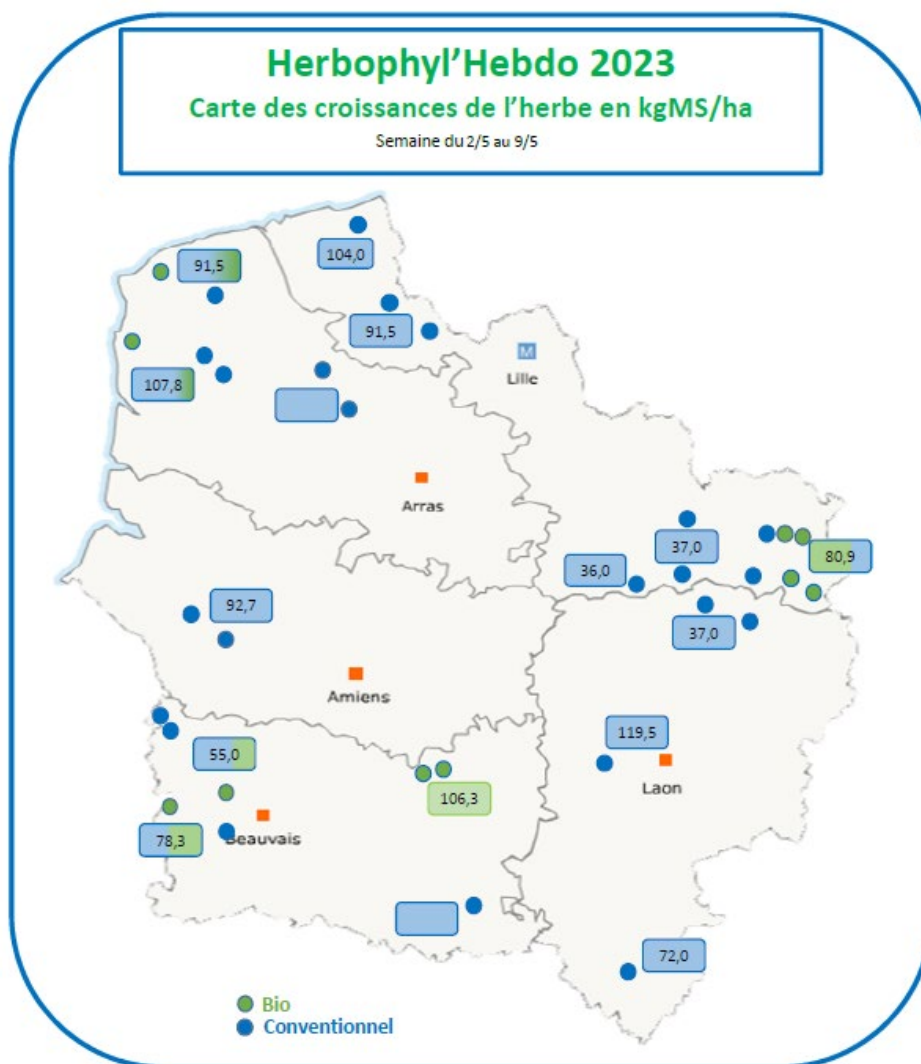 Herbophyl'Hebdo 2023
Carte des croissances de l'herbe en kgMS/ha
Semaine du 2/5 au 9/5
104,0
91,5
91,5
M
Lille
107,8
Arras
37,0
80,9
36,0
92,7
37,0
Amiens
119,5
55,0
Laon
106,3
78,3
Beauvais
72,0
Bio
Conventionnel